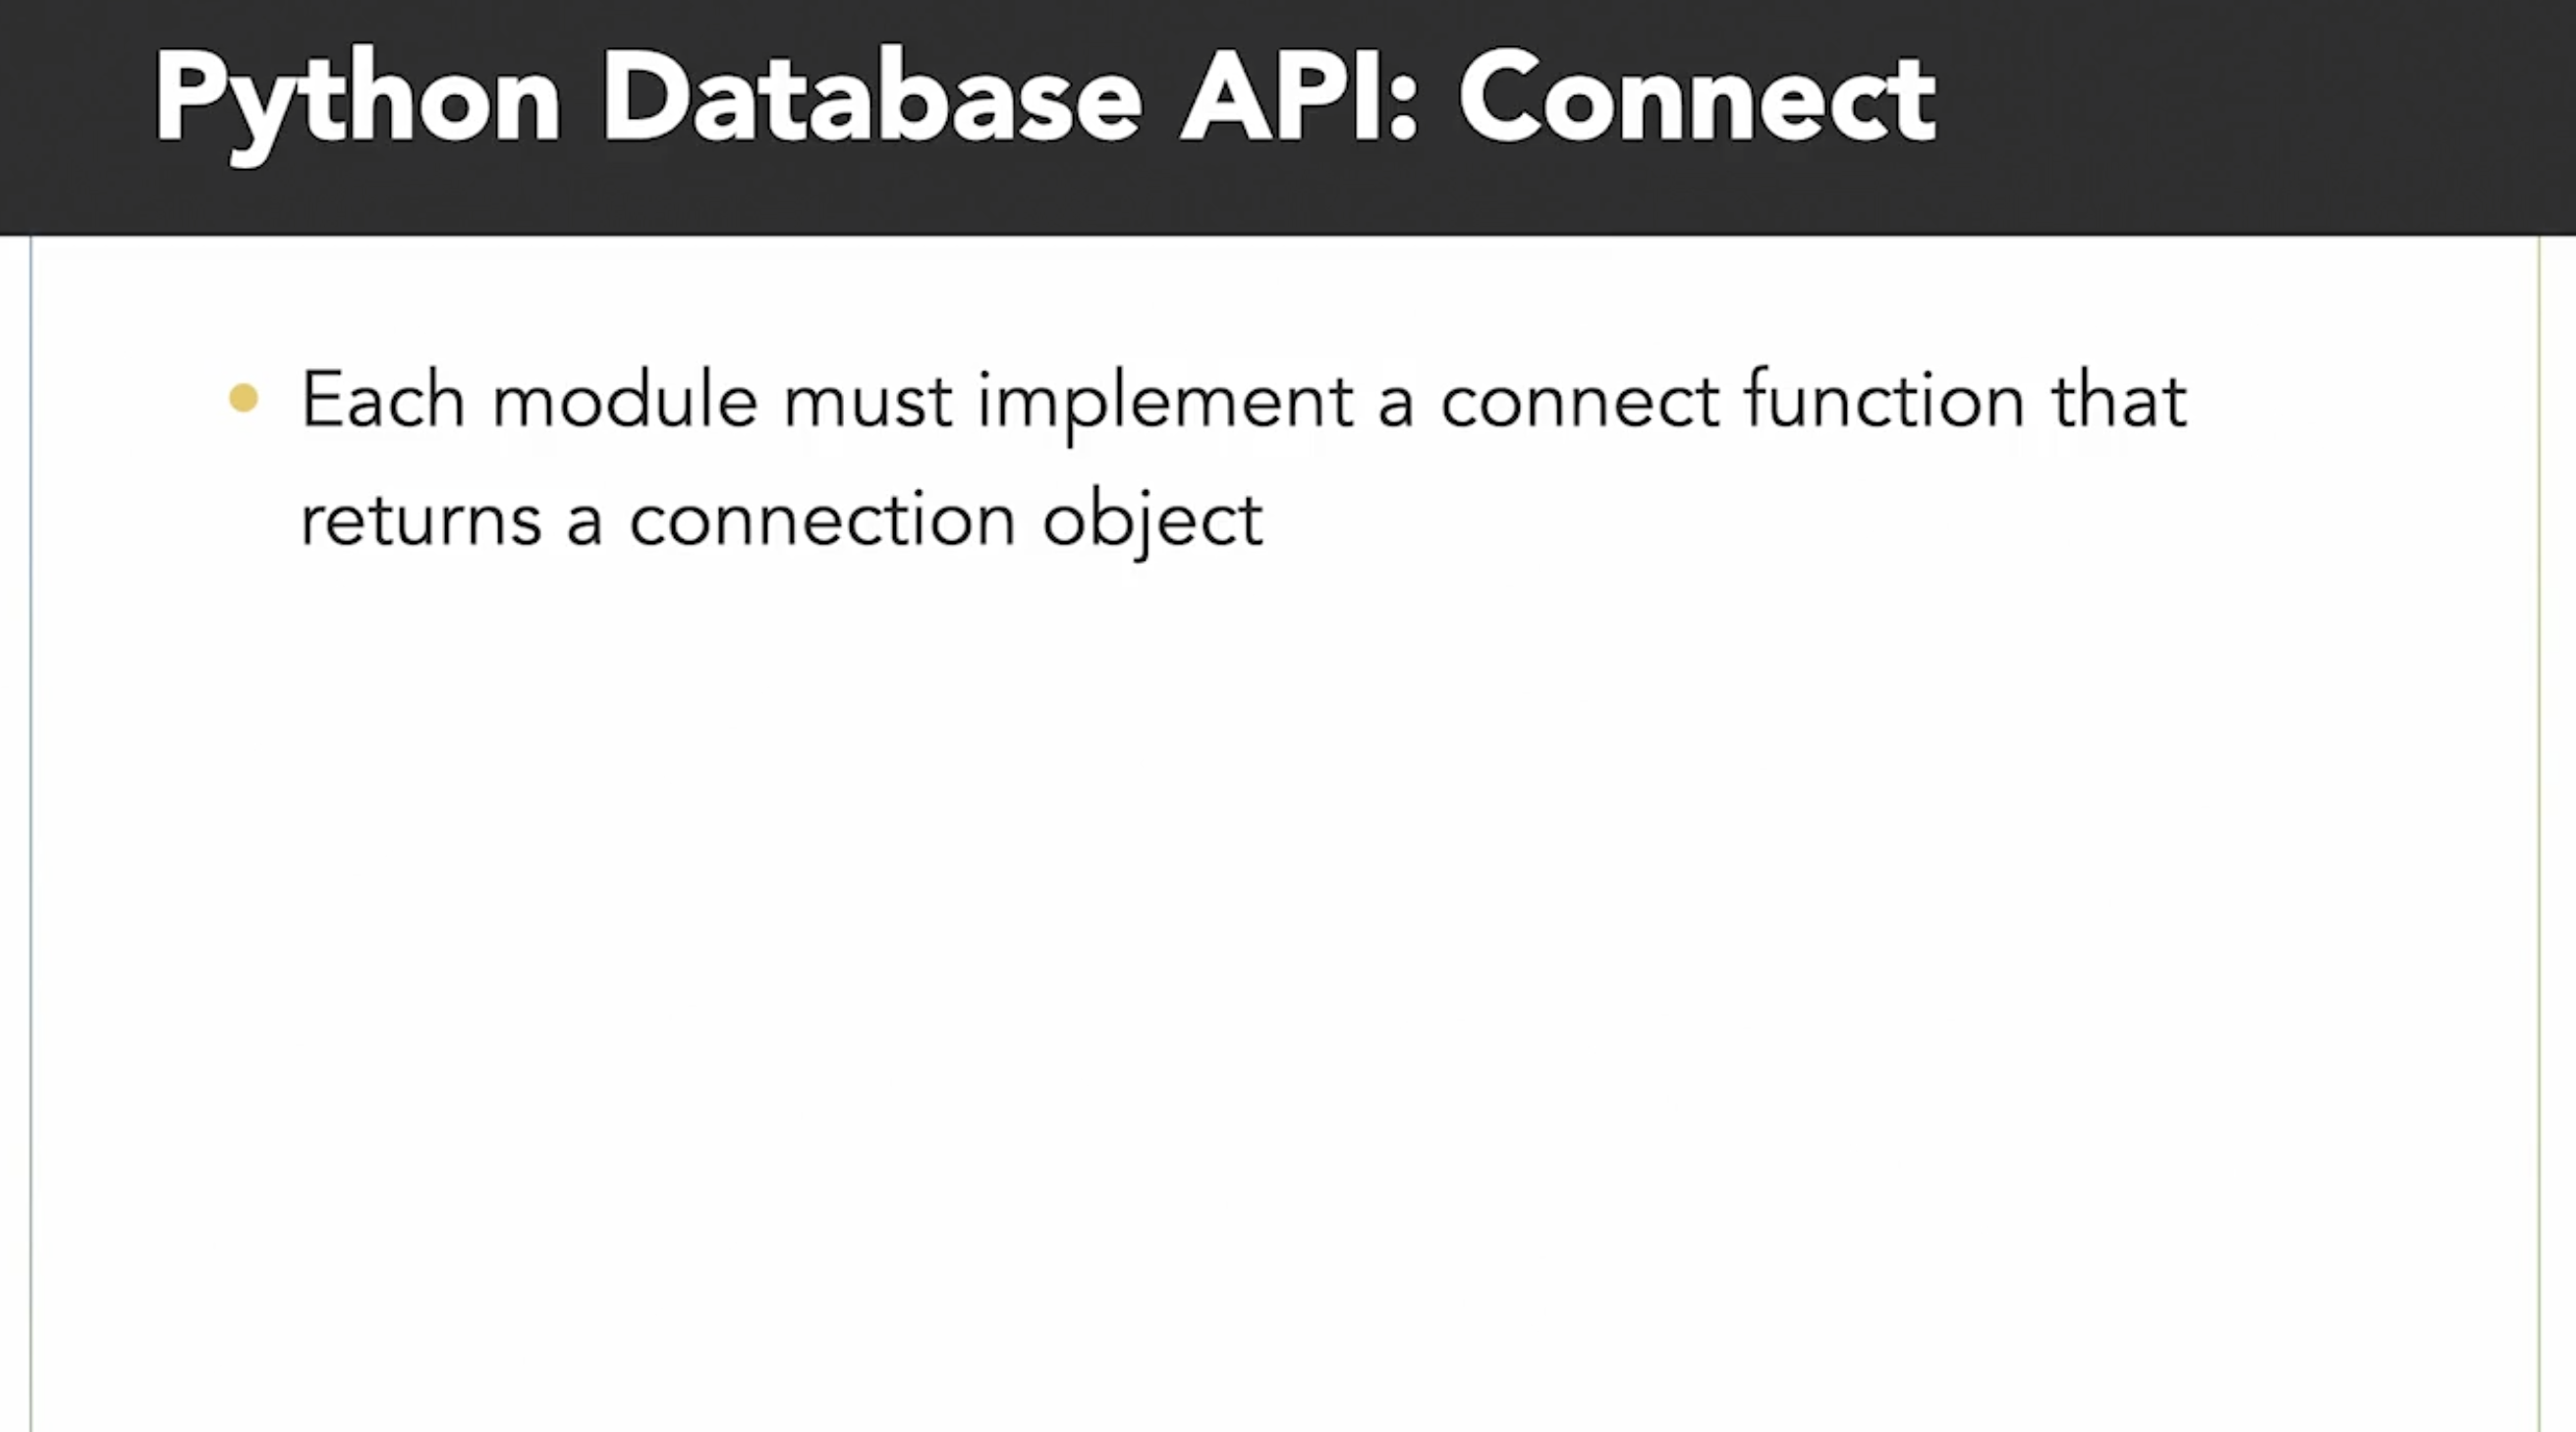 Python Database API: Connect
Each module must implement a connect function that
returns a connection object